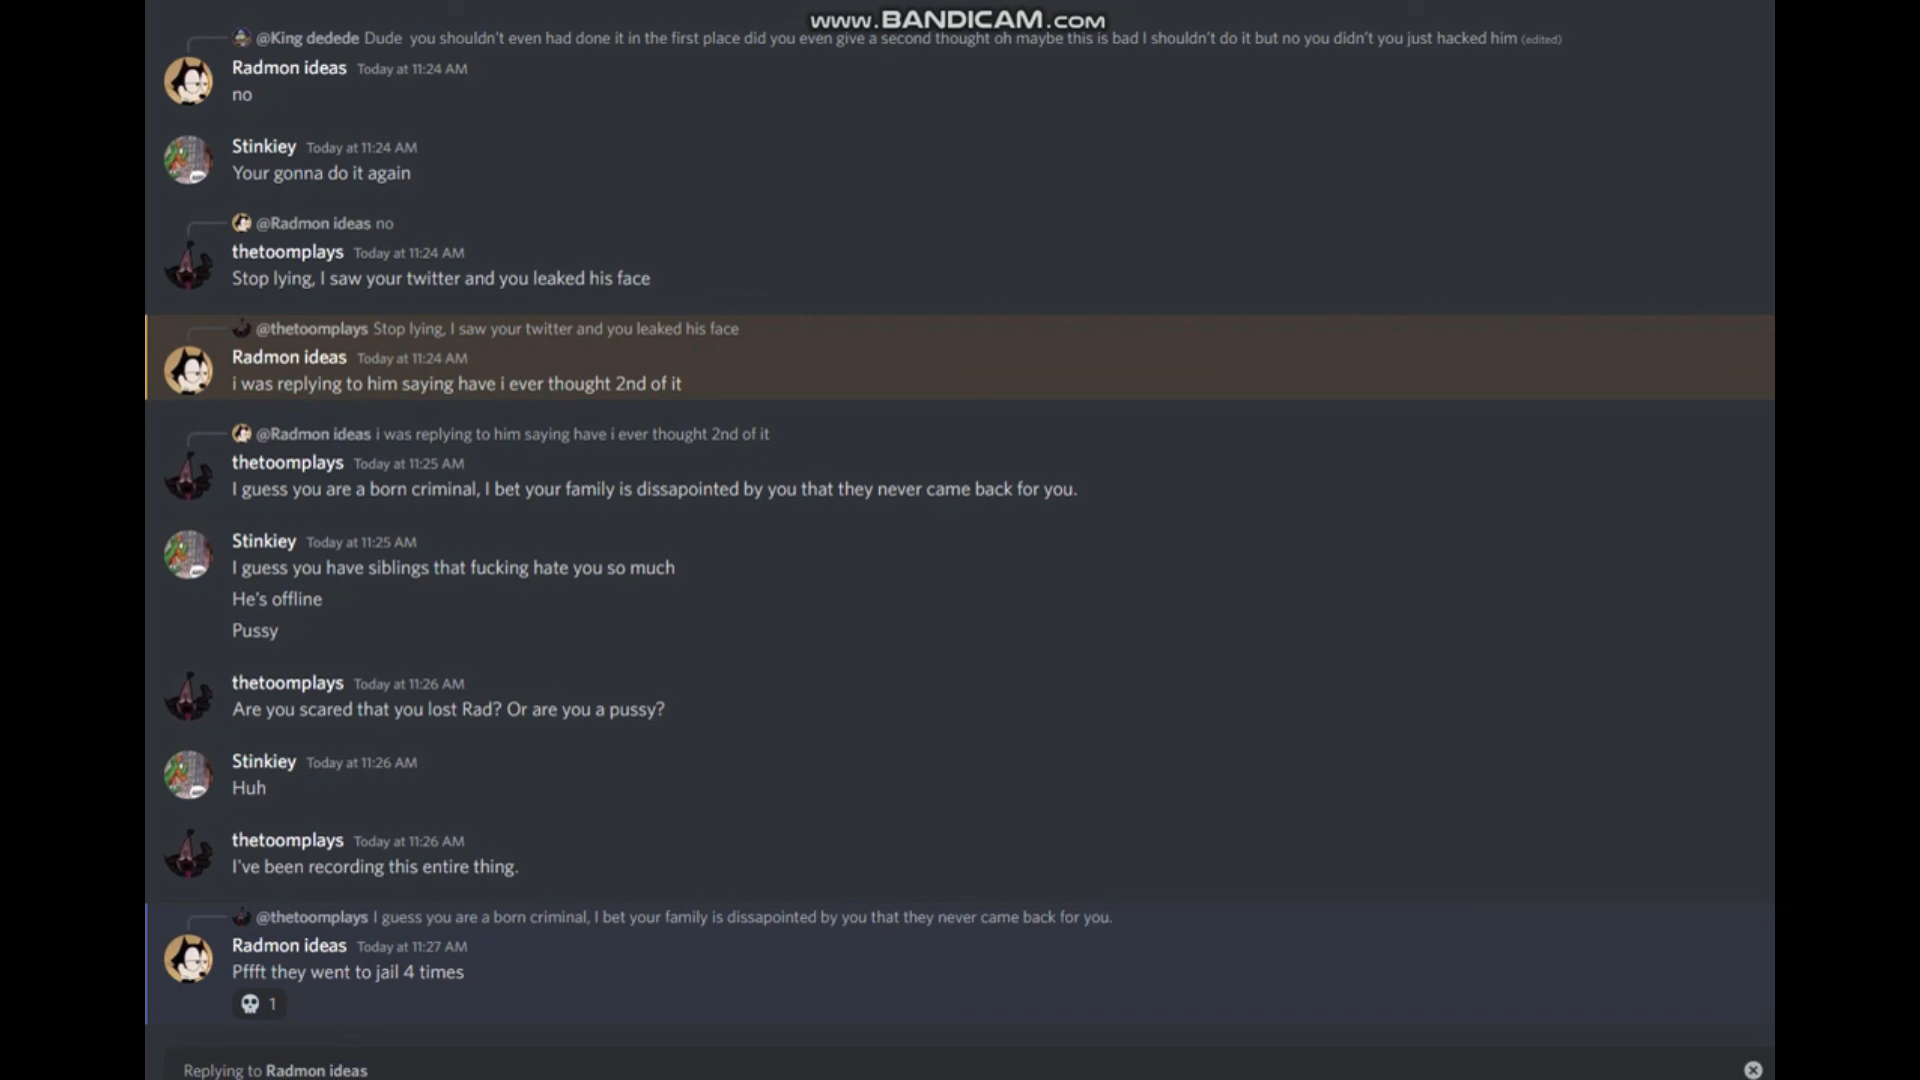 www.BANDICAM.com
@King dedede Dude you shouldn't even had done it in the first place did you even give a second thought oh maybe this is bad I shouldn't do it but no you didn't you just hacked him (edited)
Radmon ideas Today at 11:24 AM
no
Stinkiey Today at 11:24 AM
Your gonna do it again
@Radmon ideas no
thetoomplays Today at 11:24 AM
Stop lying, I saw your twitter and you leaked his face
@thetoomplays Stop lying, I saw your twitter and you leaked his face
Radmon ideas Today at 11:24 AM
i was replying to him saying have i ever thought 2nd of it
@Radmon ideas i was replying to him saying have i ever thought 2nd of it
thetoomplays Today at 11:25 AM
I guess you are a born criminal, I bet your family is dissapointed by you that they never came back for you.
Stinkiey Today at 11:25 AM
I guess you have siblings that fucking hate you so much
He's offline
Pussy
thetoomplays Today at 11:26 AM
Are you scared that you lost Rad? Or are you a pussy?
Stinkiey Today at 11:26 AM
Huh
thetoomplays Today at 11:26 AM
I've been recording this entire thing.
@thetoomplays I guess you are a born criminal, I bet your family is dissapointed by you that they never came back for you.
Radmon ideas Today at 11:27 AM
Pffft they went to jail 4 times
1
Replying to Radmon ideas